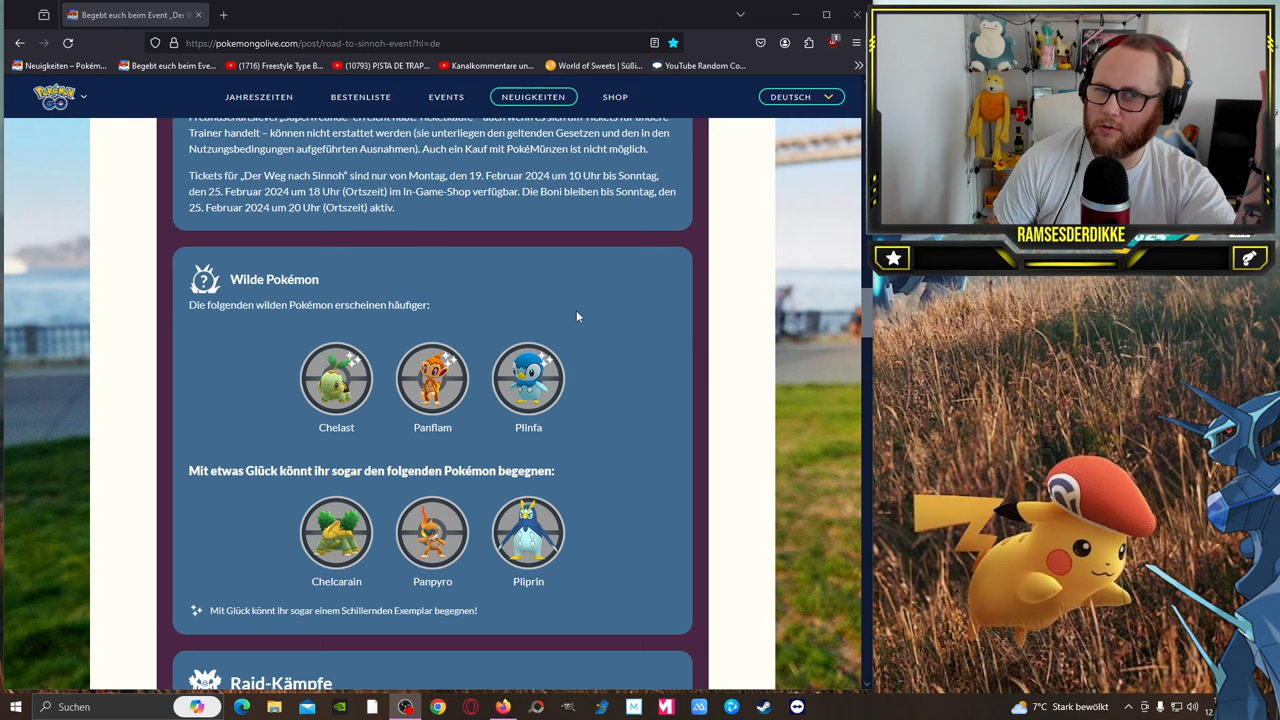 Begebt euch beim Event „Der W
https://pokemongolive.com/post/road-to-sinnoh-event?hl=de
1
Neuigkeiten – Pokém...
Begebt euch beim Eve...
(1716) Freestyle Type B...
(10793) PISTA DE TRAP...
Kanalkommentare un...
World of Sweets | Süßi...
YouTube Random Co...
POKÉMON GO
JAHRESZEITEN
BESTENLISTE
EVENTS
NEUIGKEITEN
SHOP
DEUTSCH
Trainer handelt – können nicht erstattet werden (sie unterliegen den geltenden Gesetzen und den in den
Nutzungsbedingungen aufgeführten Ausnahmen). Auch ein Kauf mit PokéMünzen ist nicht möglich.
Tickets für „Der Weg nach Sinnoh“ sind nur von Montag, den 19. Februar 2024 um 10 Uhr bis Sonntag,
den 25. Februar 2024 um 18 Uhr (Ortszeit) im In-Game-Shop verfügbar. Die Boni bleiben bis Sonntag, den
25. Februar 2024 um 20 Uhr (Ortszeit) aktiv.
Wilde Pokémon
Die folgenden wilden Pokémon erscheinen häufiger:
Chelast
Panflam
Plinfa
Mit etwas Glück könnt ihr sogar den folgenden Pokémon begegnen:
Chelcarain
Panpyro
Pliprin
Mit Glück könnt ihr sogar einem Schillernden Exemplar begegnen!
Raid-Kämpfe
RAMSESDERDIKKE
Suchen
7°C Stark bewölkt
12